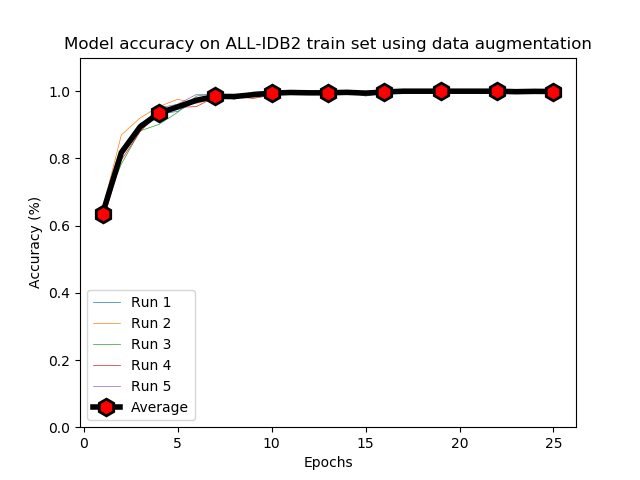 Model accuracy on ALL-IDB2 train set using data augmentation
1.0
0.8
0.6
0.4
0.2
0.0
Accuracy (%)
Run 1
Run 2
Run 3
Run 4
Run 5
Average
0
5
10
15
20
25
Epochs